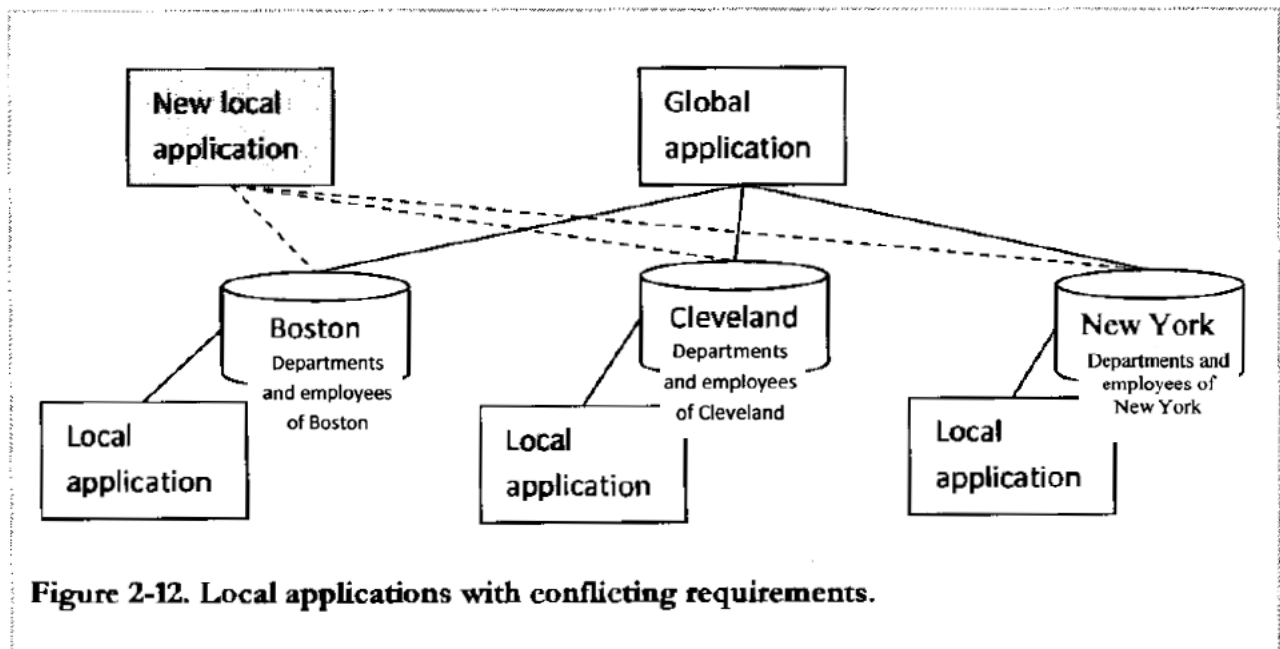 New local
application
Global
application
Boston
Departments
and employees
of Boston
Cleveland
Departments
and employees
of Cleveland
New York
Departments and
employees of
New York
Local
application
Local
application
Local
application
Figure 2-12. Local applications with conflicting requirements.